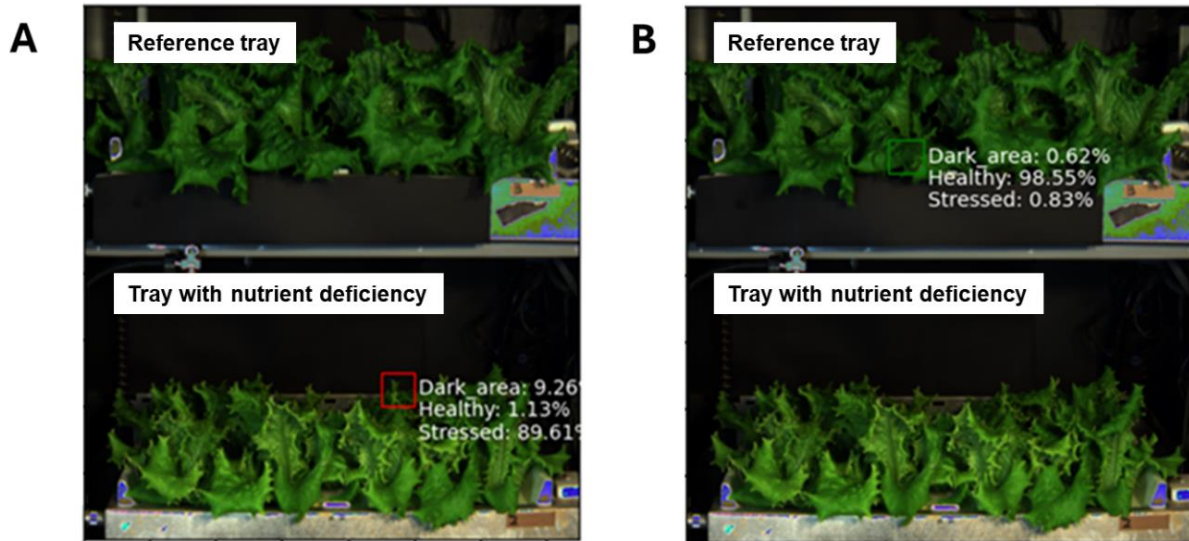 A
Reference tray
Tray with nutrient deficiency
Dark_area: 9.26
Healthy: 1.13%
Stressed: 89.61%
B
Reference tray
Dark_area: 0.62%
Healthy: 98.55%
Stressed: 0.83%
Tray with nutrient deficiency